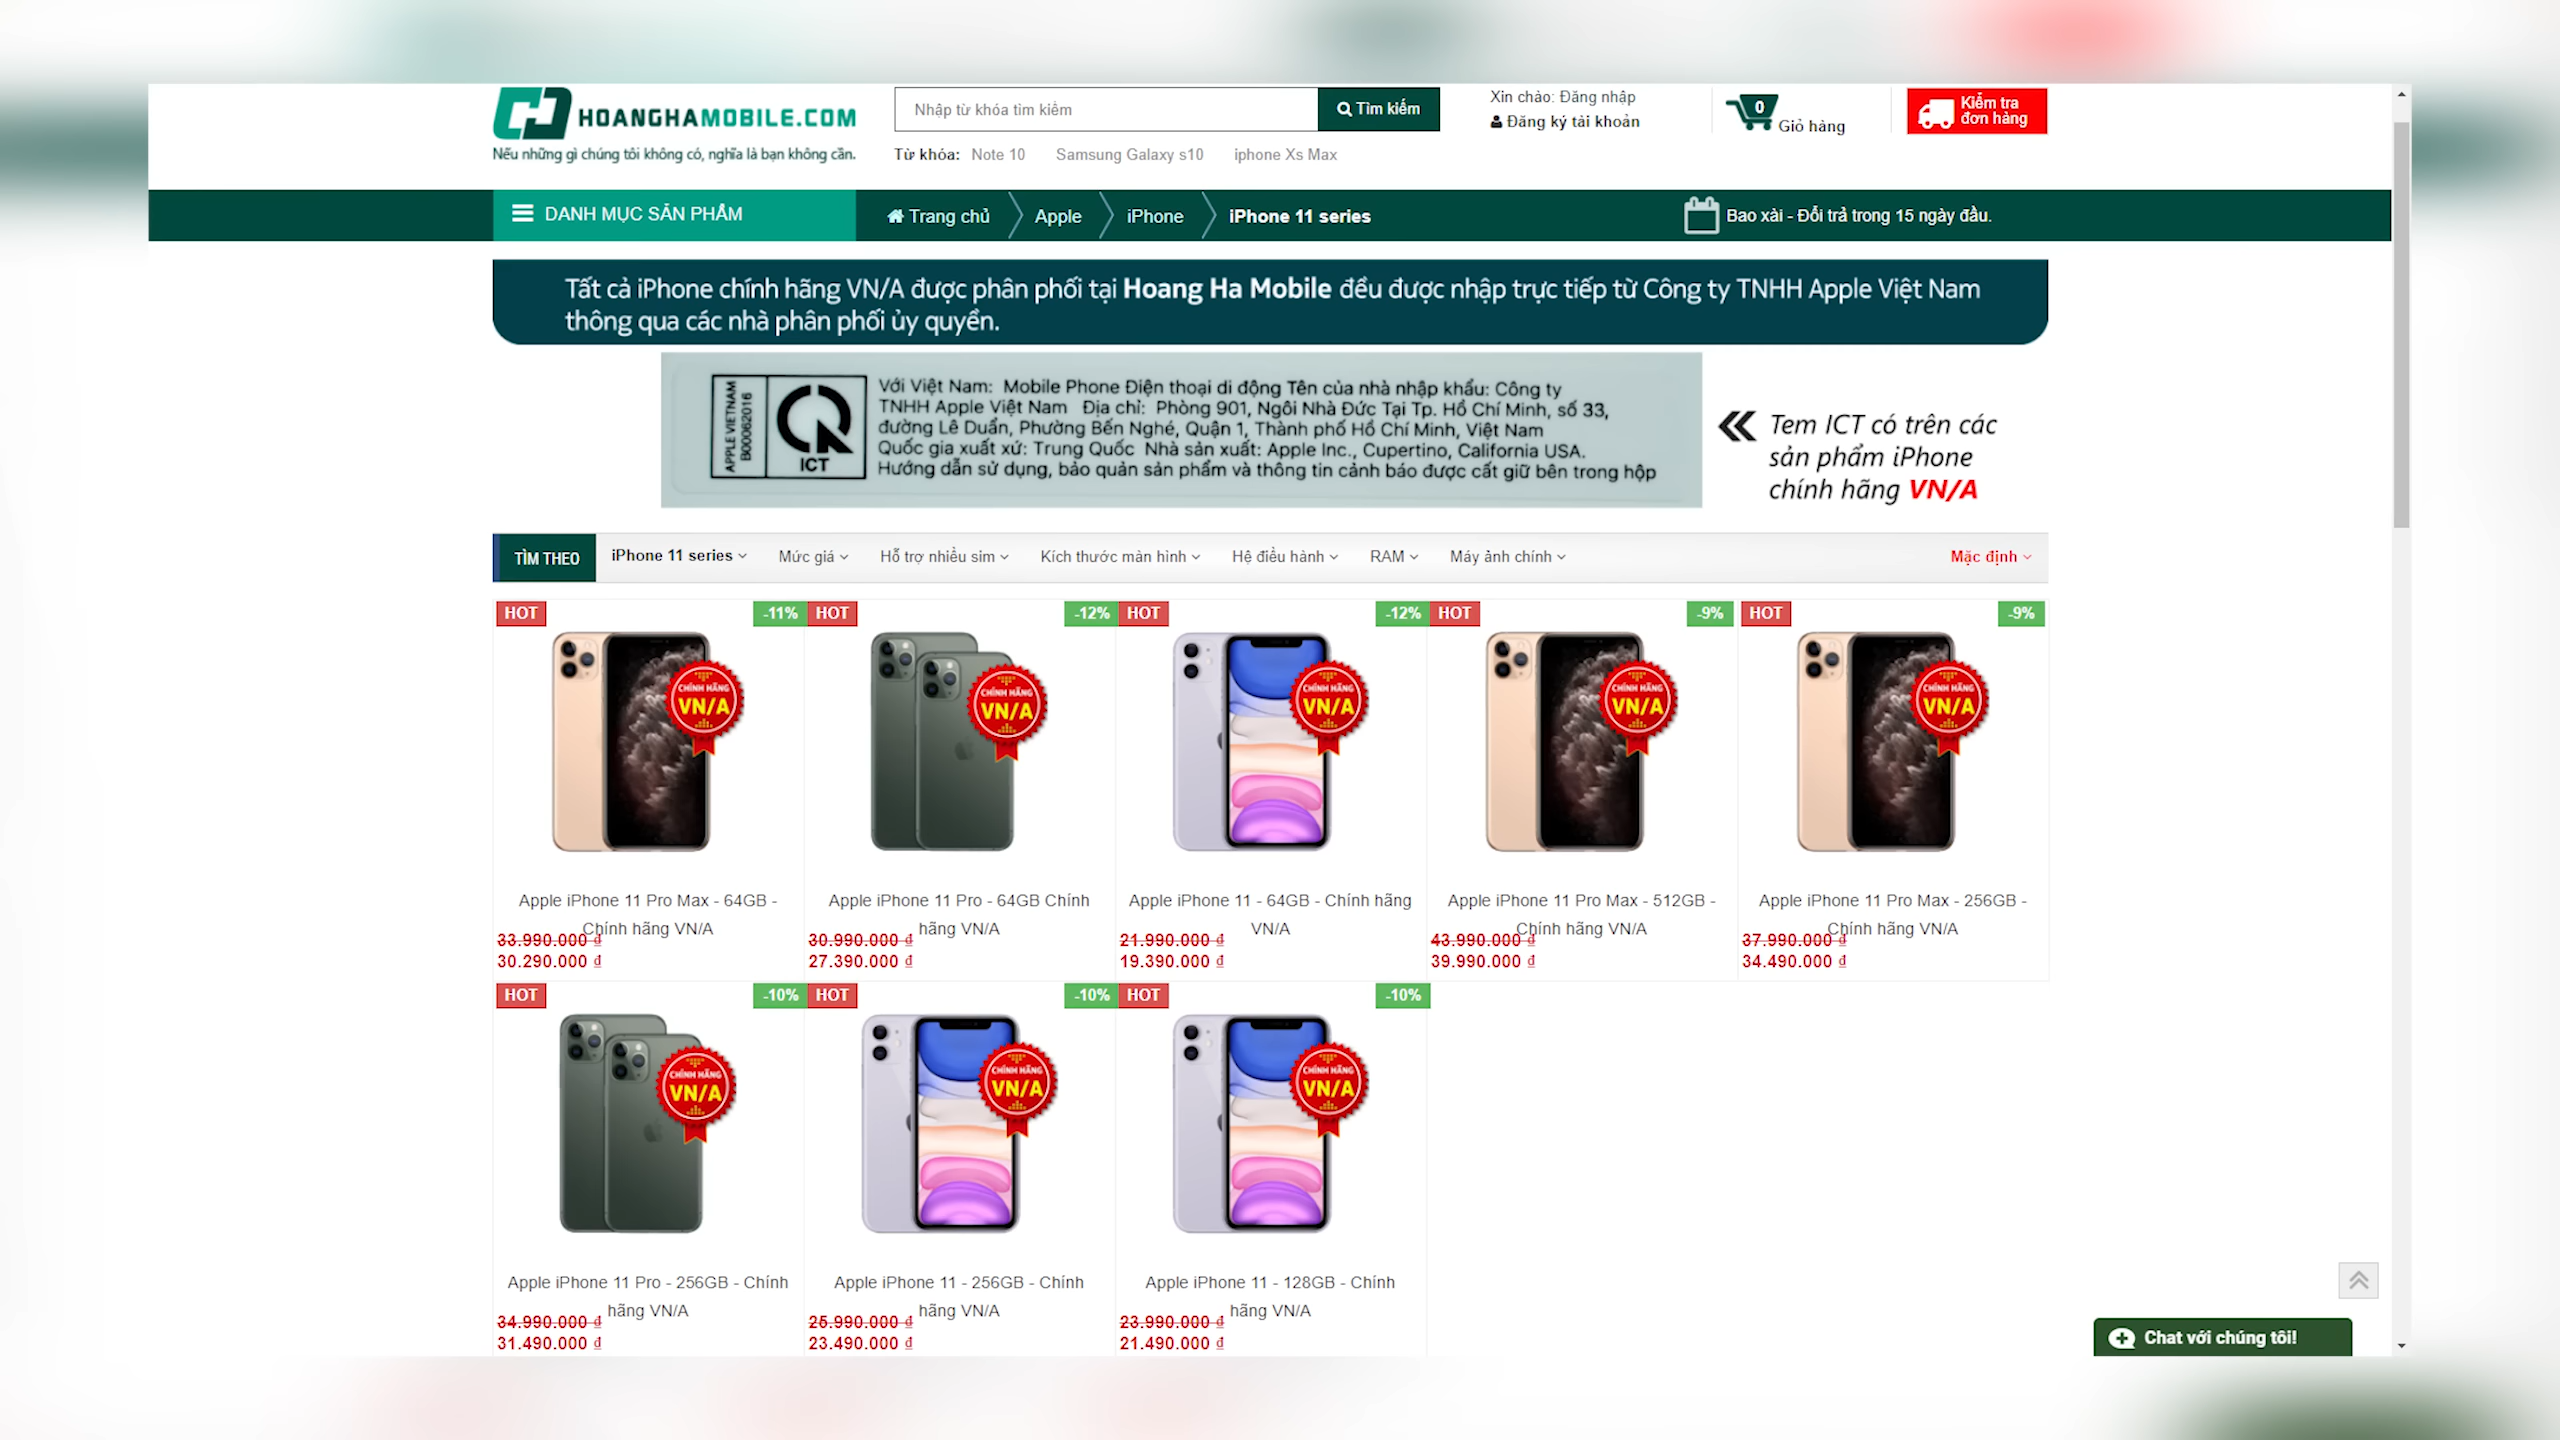 HOANGHAMOBILE.COM
Nếu những gì chúng tôi không có, nghĩa là bạn không cần.
Nhập từ khóa tìm kiếm
Tìm kiếm
Từ khóa: Note 10 Samsung Galaxy s10 iphone Xs Max
Xin chào: Đăng nhập
Đăng ký tài khoản
0
Giỏ hàng
Kiểm tra
đơn hàng
DANH MỤC SẢN PHẨM
Trang chủ Apple iPhone iPhone 11 series
Bao xài - Đổi trả trong 15 ngày đầu.
Tất cả iPhone chính hãng VN/A được phân phối tại Hoang Ha Mobile đều được nhập trực tiếp từ Công ty TNHH Apple Việt Nam
thông qua các nhà phân phối ủy quyền.
APPLE VIETNAM
B00062016
ICT
Với Việt Nam: Mobile Phone Điện thoại di động Tên của nhà nhập khẩu: Công ty
TNHH Apple Việt Nam Địa chỉ: Phòng 901, Ngôi Nhà Đức Tại Tp. Hồ Chí Minh, số 33,
đường Lê Duẩn, Phường Bến Nghé, Quận 1, Thành phố Hồ Chí Minh, Việt Nam
Quốc gia xuất xứ: Trung Quốc Nhà sản xuất: Apple Inc., Cupertino, California USA.
Hướng dẫn sử dụng, bảo quản sản phẩm và thông tin cảnh báo được cất giữ bên trong hộp
Tem ICT có trên các
sản phẩm iPhone
chính hãng VN/A
TÌM THEO iPhone 11 series Mức giá Hỗ trợ nhiều sim Kích thước màn hình Hệ điều hành RAM Máy ảnh chính Mặc định
HOT -11%
CHÍNH HÃNG
VN/A
Apple iPhone 11 Pro Max - 64GB -
Chính hãng VN/A
33.990.000 ₫
30.290.000 ₫
HOT -12%
CHÍNH HÃNG
VN/A
Apple iPhone 11 Pro - 64GB Chính
hãng VN/A
30.990.000 ₫
27.390.000 ₫
HOT -12%
CHÍNH HÃNG
VN/A
Apple iPhone 11 - 64GB - Chính hãng
VN/A
21.990.000 ₫
19.390.000 ₫
HOT -9%
CHÍNH HÃNG
VN/A
Apple iPhone 11 Pro Max - 512GB -
Chính hãng VN/A
43.990.000 ₫
39.990.000 ₫
HOT -9%
CHÍNH HÃNG
VN/A
Apple iPhone 11 Pro Max - 256GB -
Chính hãng VN/A
37.990.000 ₫
34.490.000 ₫
HOT -10%
CHÍNH HÃNG
VN/A
Apple iPhone 11 Pro - 256GB - Chính
hãng VN/A
34.990.000 ₫
31.490.000 ₫
HOT -10%
CHÍNH HÃNG
VN/A
Apple iPhone 11 - 256GB - Chính
hãng VN/A
25.990.000 ₫
23.490.000 ₫
HOT -10%
CHÍNH HÃNG
VN/A
Apple iPhone 11 - 128GB - Chính
hãng VN/A
23.990.000 ₫
21.490.000 ₫
Chat với chúng tôi!